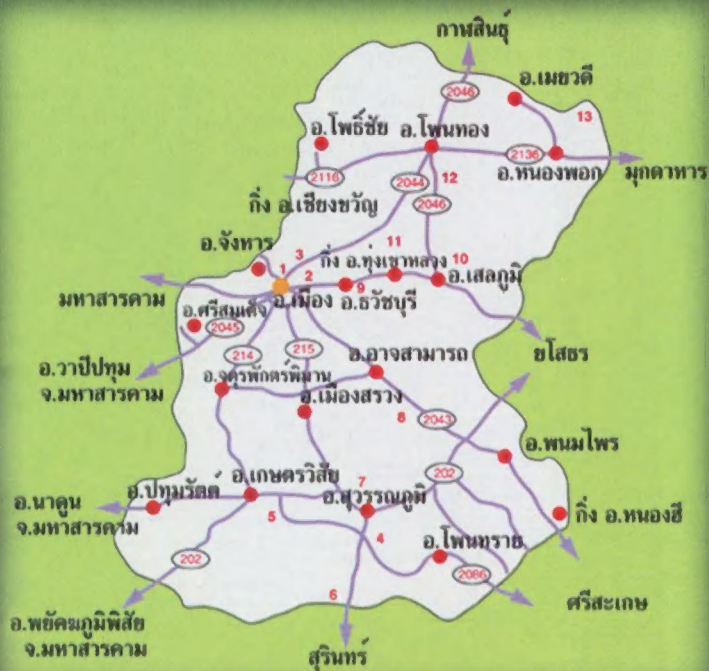 กาฬสินธุ์
อ.เมยวดี
2046
13
อ.โพธิ์ชัย
อ.โพนทอง
2136
อ.หนองพอก
มุกดาหาร
2116
2044
12
กิ่ง อ.เชียงขวัญ
2046
อ.จังหาร
3
11
กิ่ง อ.ทุ่งเขาหลวง
10
1
2
อ.เสลภูมิ
มหาสารคาม
อ.เมือง
9
อ.ธวัชบุรี
อ.ศรีสมเด็จ
2045
ยโสธร
214
215
อ.อาจสามารถ
อ.วาปีปทุม
จ.มหาสารคาม
อ.จตุรพักตร์พิมาน
อ.เมืองสรวง
8
2043
อ.พนมไพร
อ.ปทุมรัตต์
อ.เกษตรวิสัย
7
202
อ.สุวรรณภูมิ
อ.นาดูน
จ.มหาสารคาม
5
4
กิ่ง อ.หนองฮี
อ.โพนทราย
202
2086
6
ศรีสะเกษ
อ.พยัคฆภูมิพิสัย
จ.มหาสารคาม
สุรินทร์